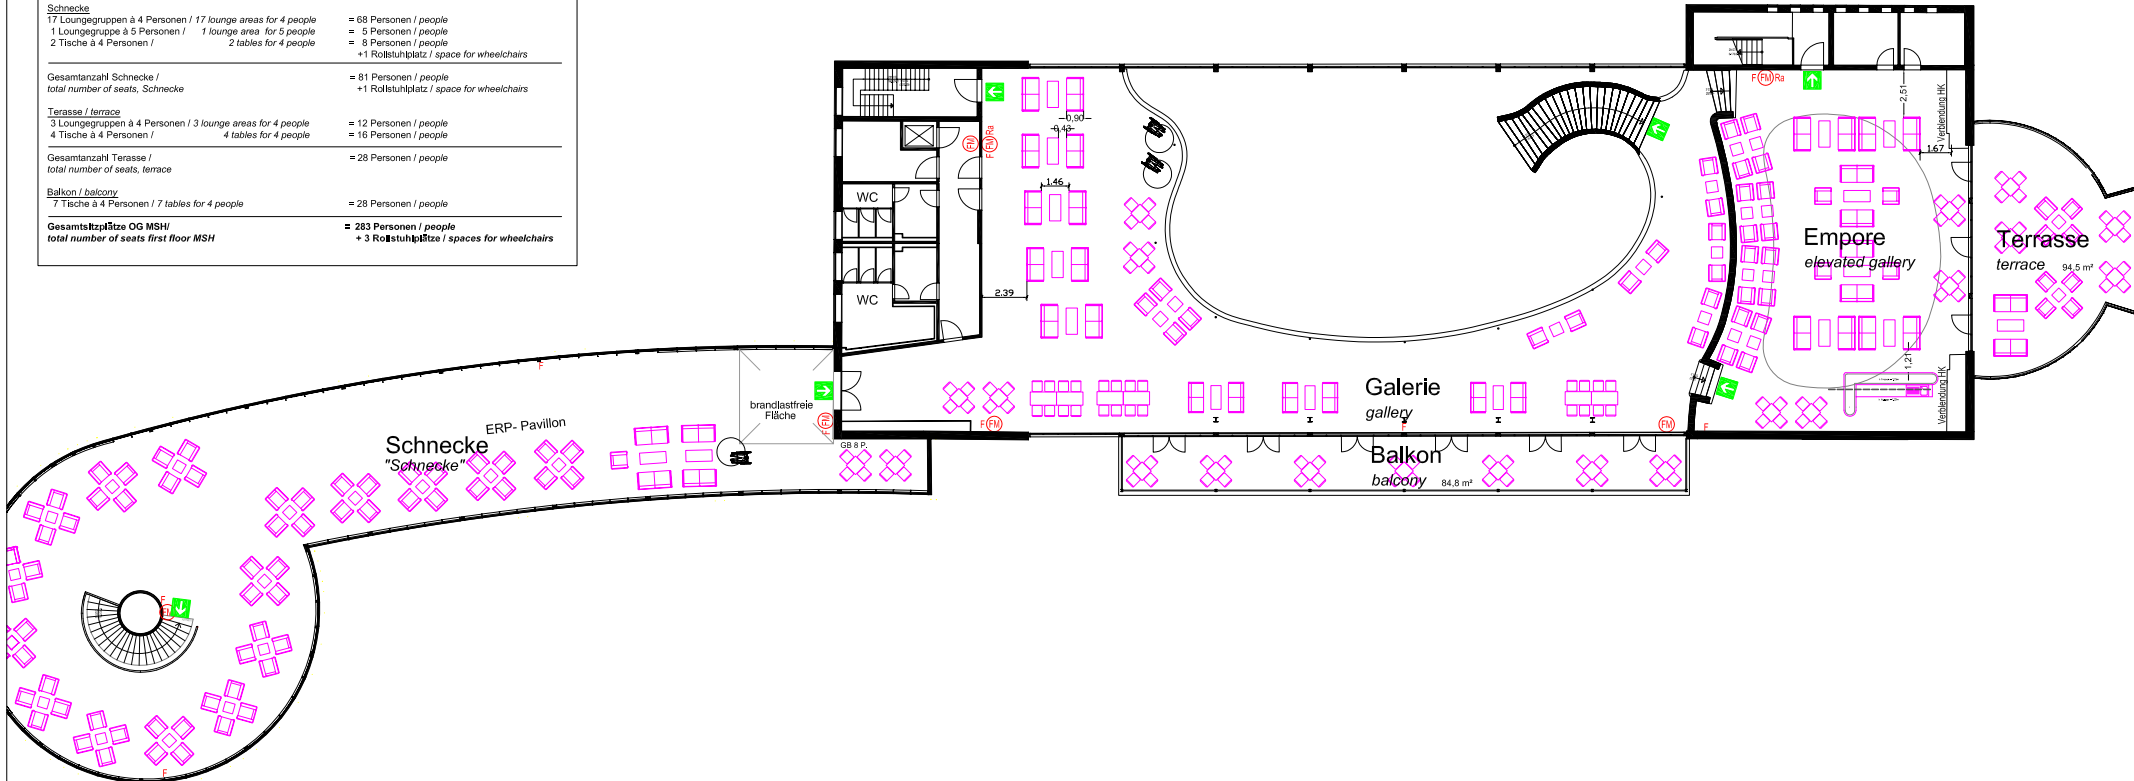 Schnecke
17 Loungegruppen à 4 Personen / 17 lounge areas for 4 people = 68 Personen / people
1 Loungegruppe à 5 Personen / 1 lounge area for 5 people = 5 Personen / people
2 Tische à 4 Personen / 2 tables for 4 people = 8 Personen / people
+1 Rollstuhlplatz / space for wheelchairs
Gesamtanzahl Schnecke / = 81 Personen / people
total number of seats, Schnecke +1 Rollstuhlplatz / space for wheelchairs
Terasse / terrace
3 Loungegruppen à 4 Personen / 3 lounge areas for 4 people = 12 Personen / people
4 Tische à 4 Personen / 4 tables for 4 people = 16 Personen / people
Gesamtanzahl Terasse / = 28 Personen / people
total number of seats, terrace
Balkon / balcony
7 Tische à 4 Personen / 7 tables for 4 people = 28 Personen / people
Gesamtsitzplätze OG MSH/ = 283 Personen / people
total number of seats first floor MSH + 3 Rollstuhlplätze / spaces for wheelchairs
F FM Ra
2,51
Verblendung HK
0,90
0,43
FM
F FM Ra
1.67
1.46
WC
Empore
elevated gallery
Terrasse
terrace 94,5 m²
2.39
WC
F
1,21
Verblendung HK
brandlastfreie
Fläche
Galerie
gallery
F FM
F FM
F
FM
F
ERP- Pavillon
Schnecke
"Schnecke"
GB 8 P.
Balkon
balcony 84,8 m²
F
FM
F